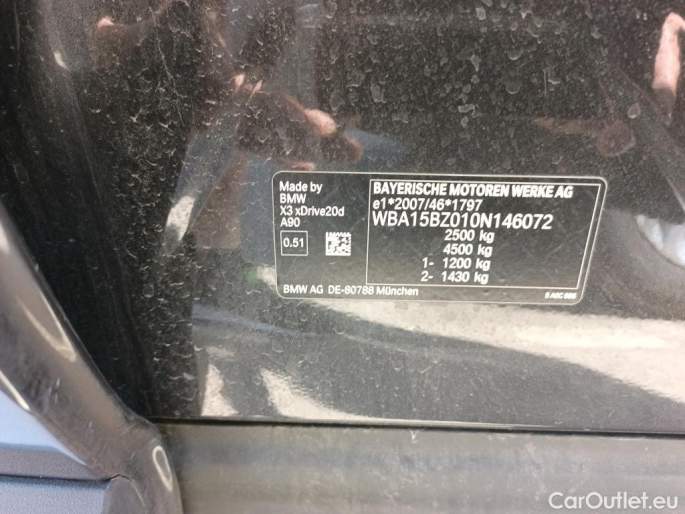 Made by
BMW
X3 xDrive20d
A90
0.51
BMW AG DE-80788 München
BAYERISCHE MOTOREN WERKE AG
e1*2007/46*1797
WBA15BZ010N146072
2500 kg
4500 kg
1- 1200 kg
2- 1430 kg
CarOutlet.eu